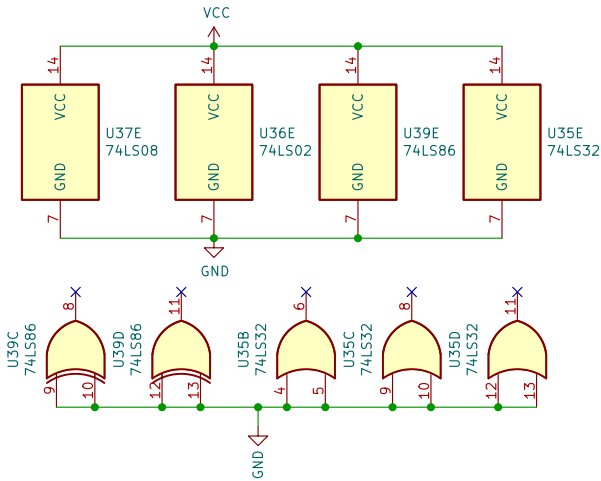 VCC
14
14
14
14
VCC
VCC
VCC
VCC
U37E
74LS08
U36E
74LS02
U39E
74LS86
U35E
74LS32
GND
GND
GND
GND
7
7
7
7
GND
8
11
6
8
11
U39C
74LS86
U39D
74LS86
U35B
74LS32
U35C
74LS32
U35D
74LS32
9
10
12
13
4
5
9
10
12
13
GND